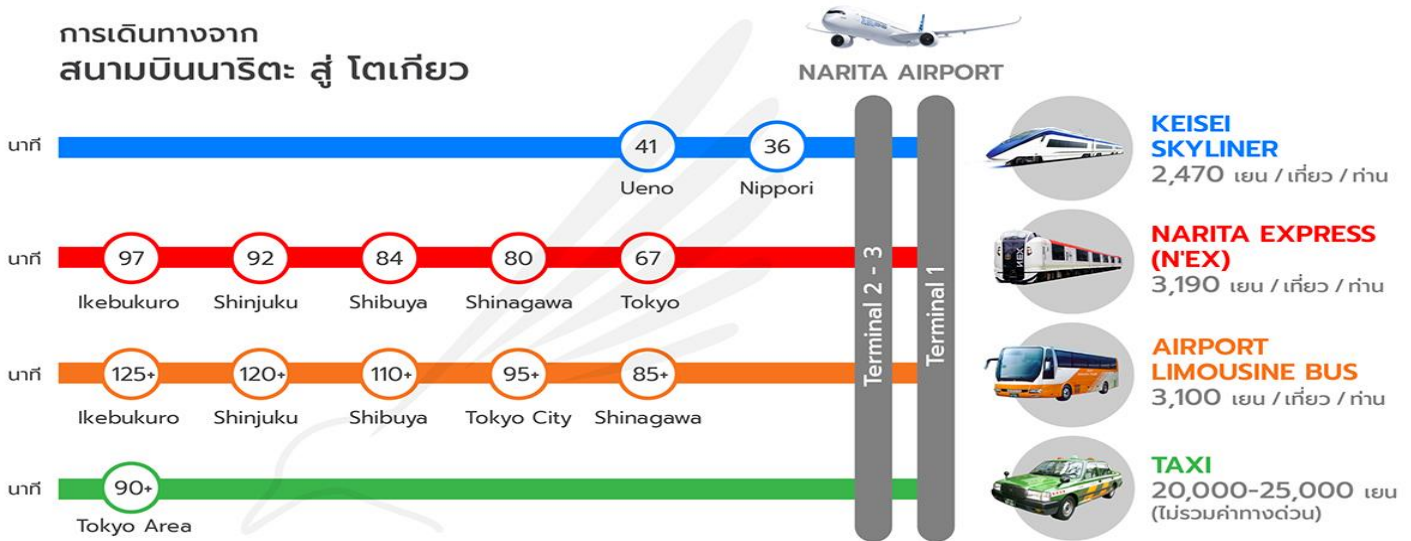 การเดินทางจาก
สนามบินนาริตะ สู่ โตเกียว
NARITA AIRPORT
นาที
41
36
Ueno
Nippori
KEISEI
SKYLINER
2,470 เยน / เที่ยว / ท่าน
นาที
97
92
84
80
67
Ikebukuro
Shinjuku
Shibuya
Shinagawa
Tokyo
NARITA EXPRESS
(N'EX)
3,190 เยน / เที่ยว / ท่าน
นาที
125+
120+
110+
95+
85+
Ikebukuro
Shinjuku
Shibuya
Tokyo City
Shinagawa
AIRPORT
LIMOUSINE BUS
3,100 เยน / เที่ยว / ท่าน
นาที
90+
Tokyo Area
TAXI
20,000-25,000 เยน
(ไม่รวมค่าทางด่วน)
Terminal 2 - 3
Terminal 1
NEX